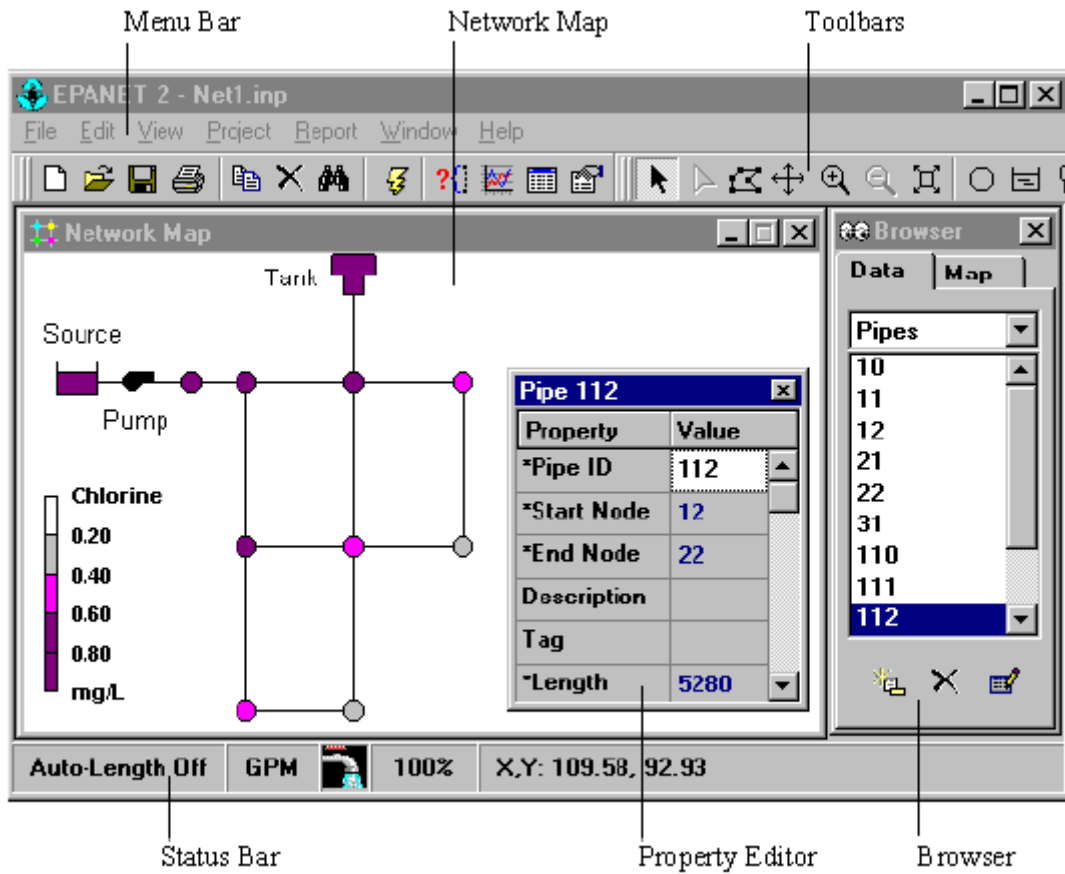 Menu Bar Network Map Toolbars
EPANET 2 - Net1.inp
File Edit View Project Report Window Help
Network Map
Browser
Data Map
Tank
Source
Pump
Pipes
10
11
12
21
22
31
110
111
112
Pipe 112
Property Value
*Pipe ID 112
*Start Node 12
*End Node 22
Description
Tag
*Length 5280
Chlorine
0.20
0.40
0.60
0.80
mg/L
Auto-Length Off GPM 100% X,Y: 109.58, 92.93
Status Bar Property Editor Browser